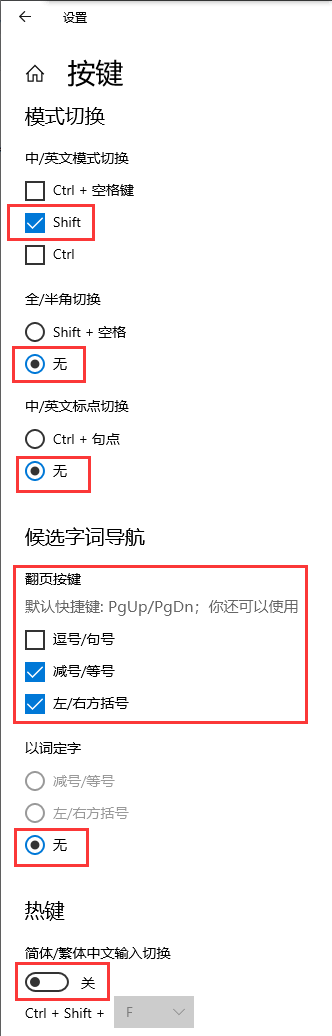 设置
按键
模式切换
中/英文模式切换
Ctrl + 空格键
Shift
Ctrl
全/半角切换
Shift + 空格
无
中/英文标点切换
Ctrl + 句点
无
候选字词导航
翻页按键
默认快捷键: PgUp/PgDn；你还可以使用
逗号/句号
减号/等号
左/右方括号
以词定字
减号/等号
左/右方括号
无
热键
简体/繁体中文输入切换
关
Ctrl + Shift + F